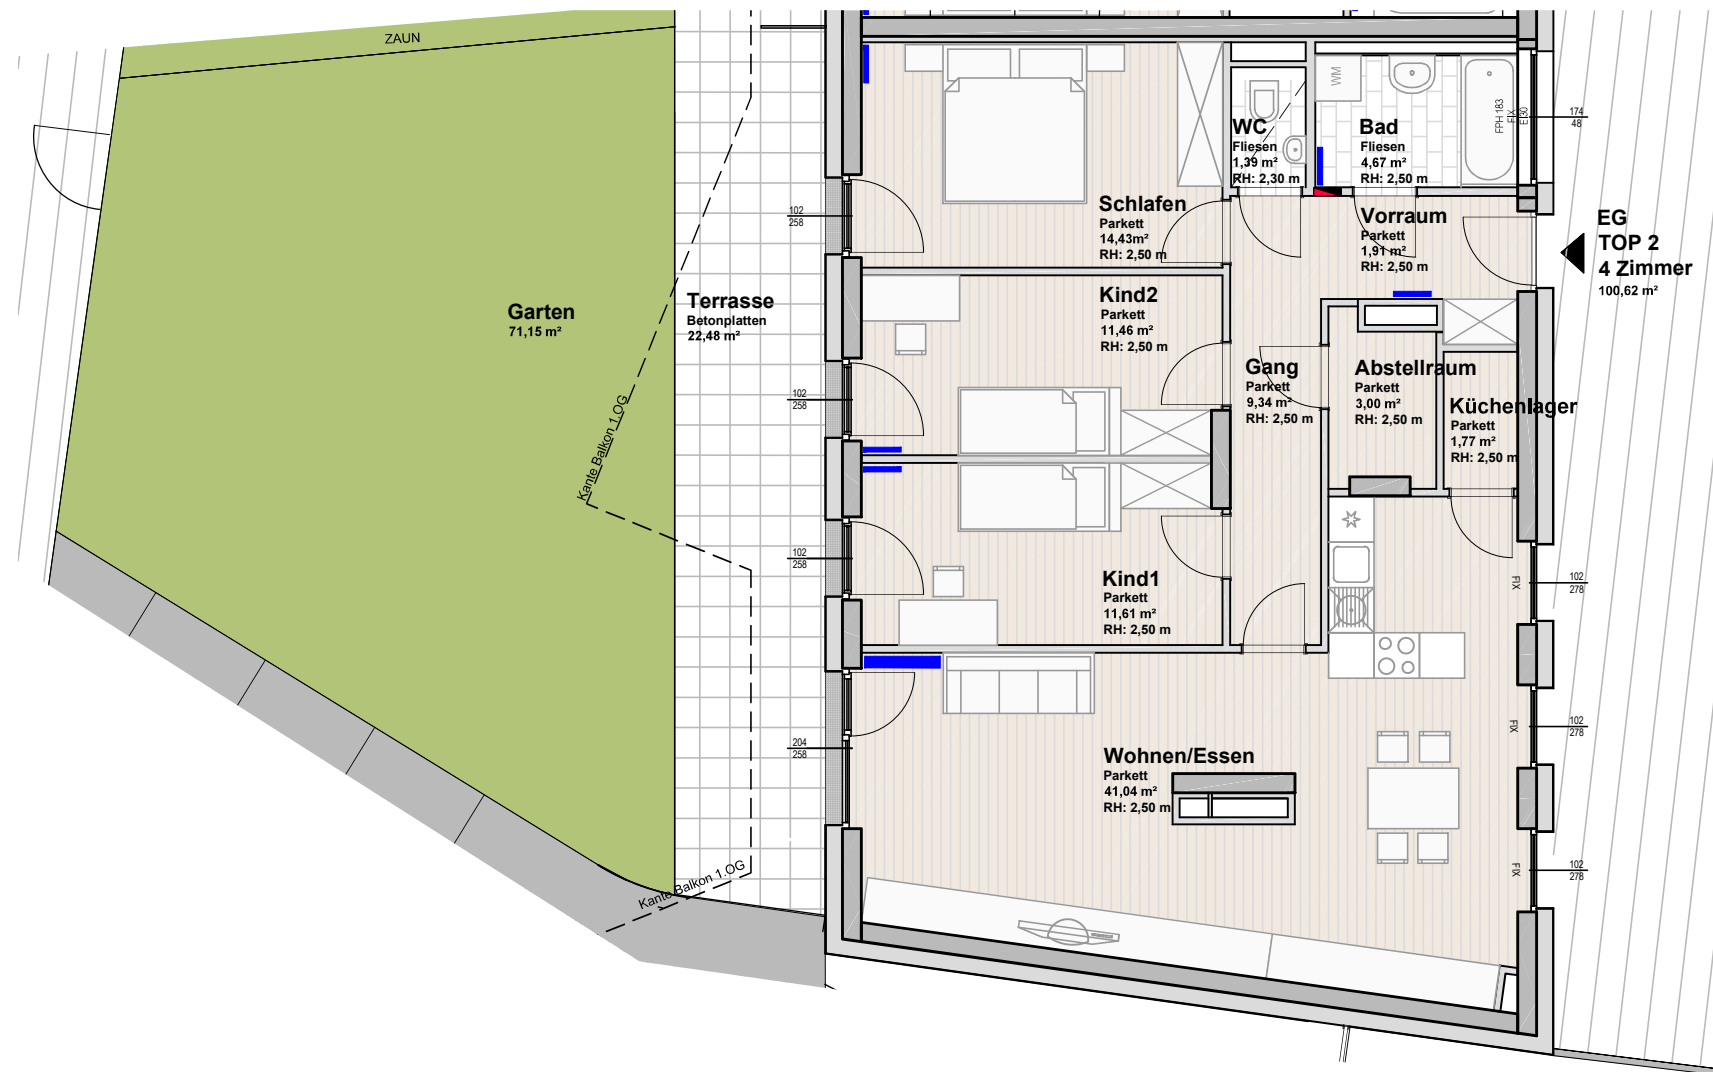 ZAUN
Garten
71,15 m²
Terrasse
Betonplatten
22,48 m²
Kante Balkon 1.OG
Kante Balkon 1.OG
102
258
102
258
102
258
204
258
Schlafen
Parkett
14,43m²
RH: 2,50 m
WC
Fliesen
1,39 m²
RH: 2,30 m
WM
Bad
Fliesen
4,67 m²
RH: 2,50 m
FPH 183
FIX
EI30
174
48
Vorraum
Parkett
1,91 m²
RH: 2,50 m
EG
TOP 2
4 Zimmer
100,62 m²
Kind2
Parkett
11,46 m²
RH: 2,50 m
Gang
Parkett
9,34 m²
RH: 2,50 m
Abstellraum
Parkett
3,00 m²
RH: 2,50 m
Küchenlager
Parkett
1,77 m²
RH: 2,50 m
Kind1
Parkett
11,61 m²
RH: 2,50 m
FIX
102
278
FIX
102
278
FIX
102
278
Wohnen/Essen
Parkett
41,04 m²
RH: 2,50 m